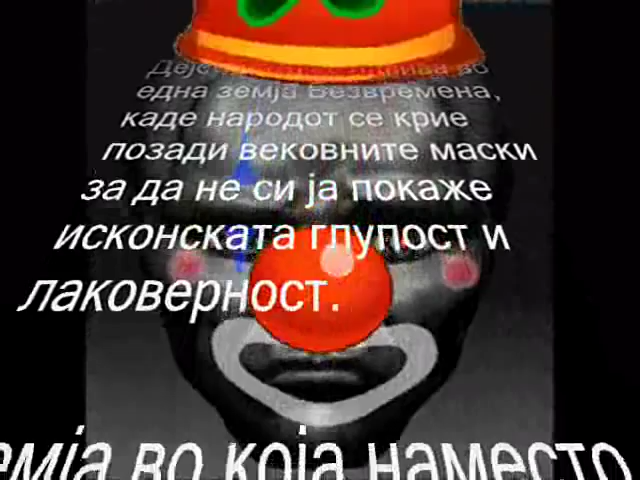 во
една земја Безвремена,
каде народот се крие
позади вековните маски
за да не си ја покаже
исконската глупост и
лаковерност.
во која наместо